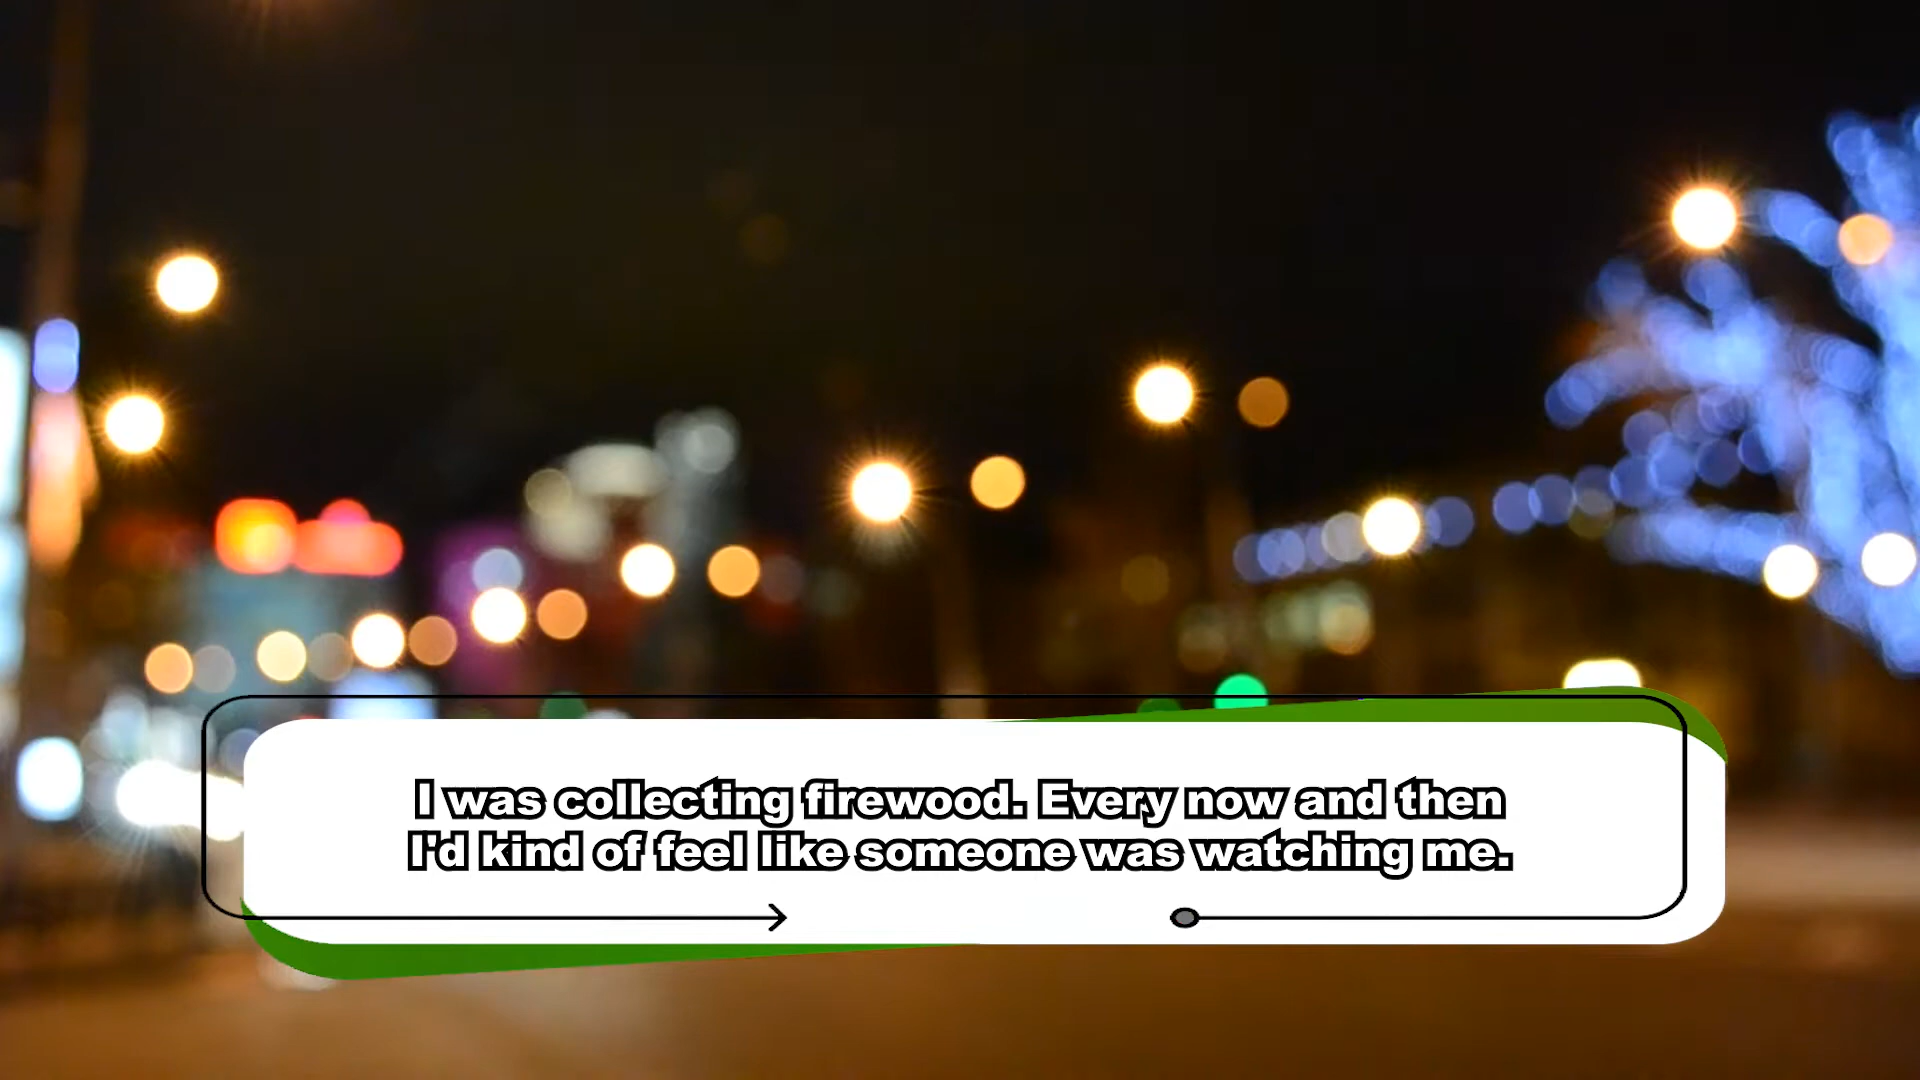 I was collecting firewood. Every now and then
I'd kind of feel like someone was watching me.